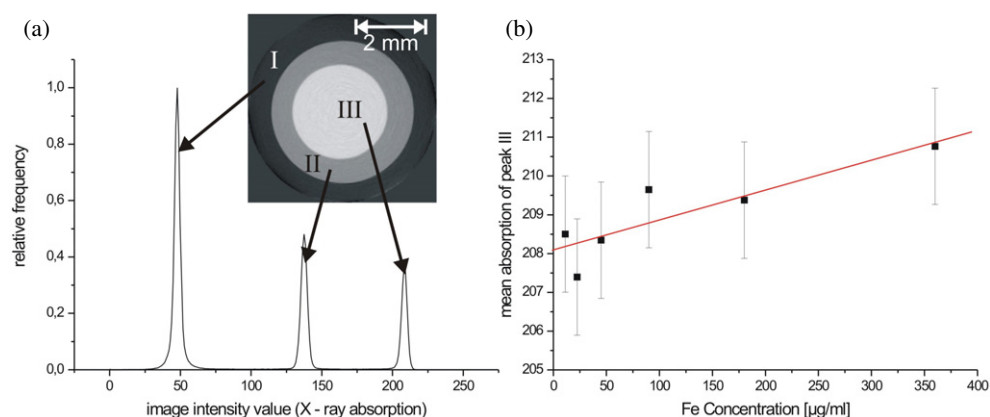 (a)
2 mm
I
III
II
1,0
0,8
0,6
0,4
0,2
0,0
relative frequency
0 50 100 150 200 250
image intensity value (X - ray absorption)
(b)
213
212
211
210
209
208
207
206
205
mean absorption of peak III
0 50 100 150 200 250 300 350 400
Fe Concentration [µg/ml]